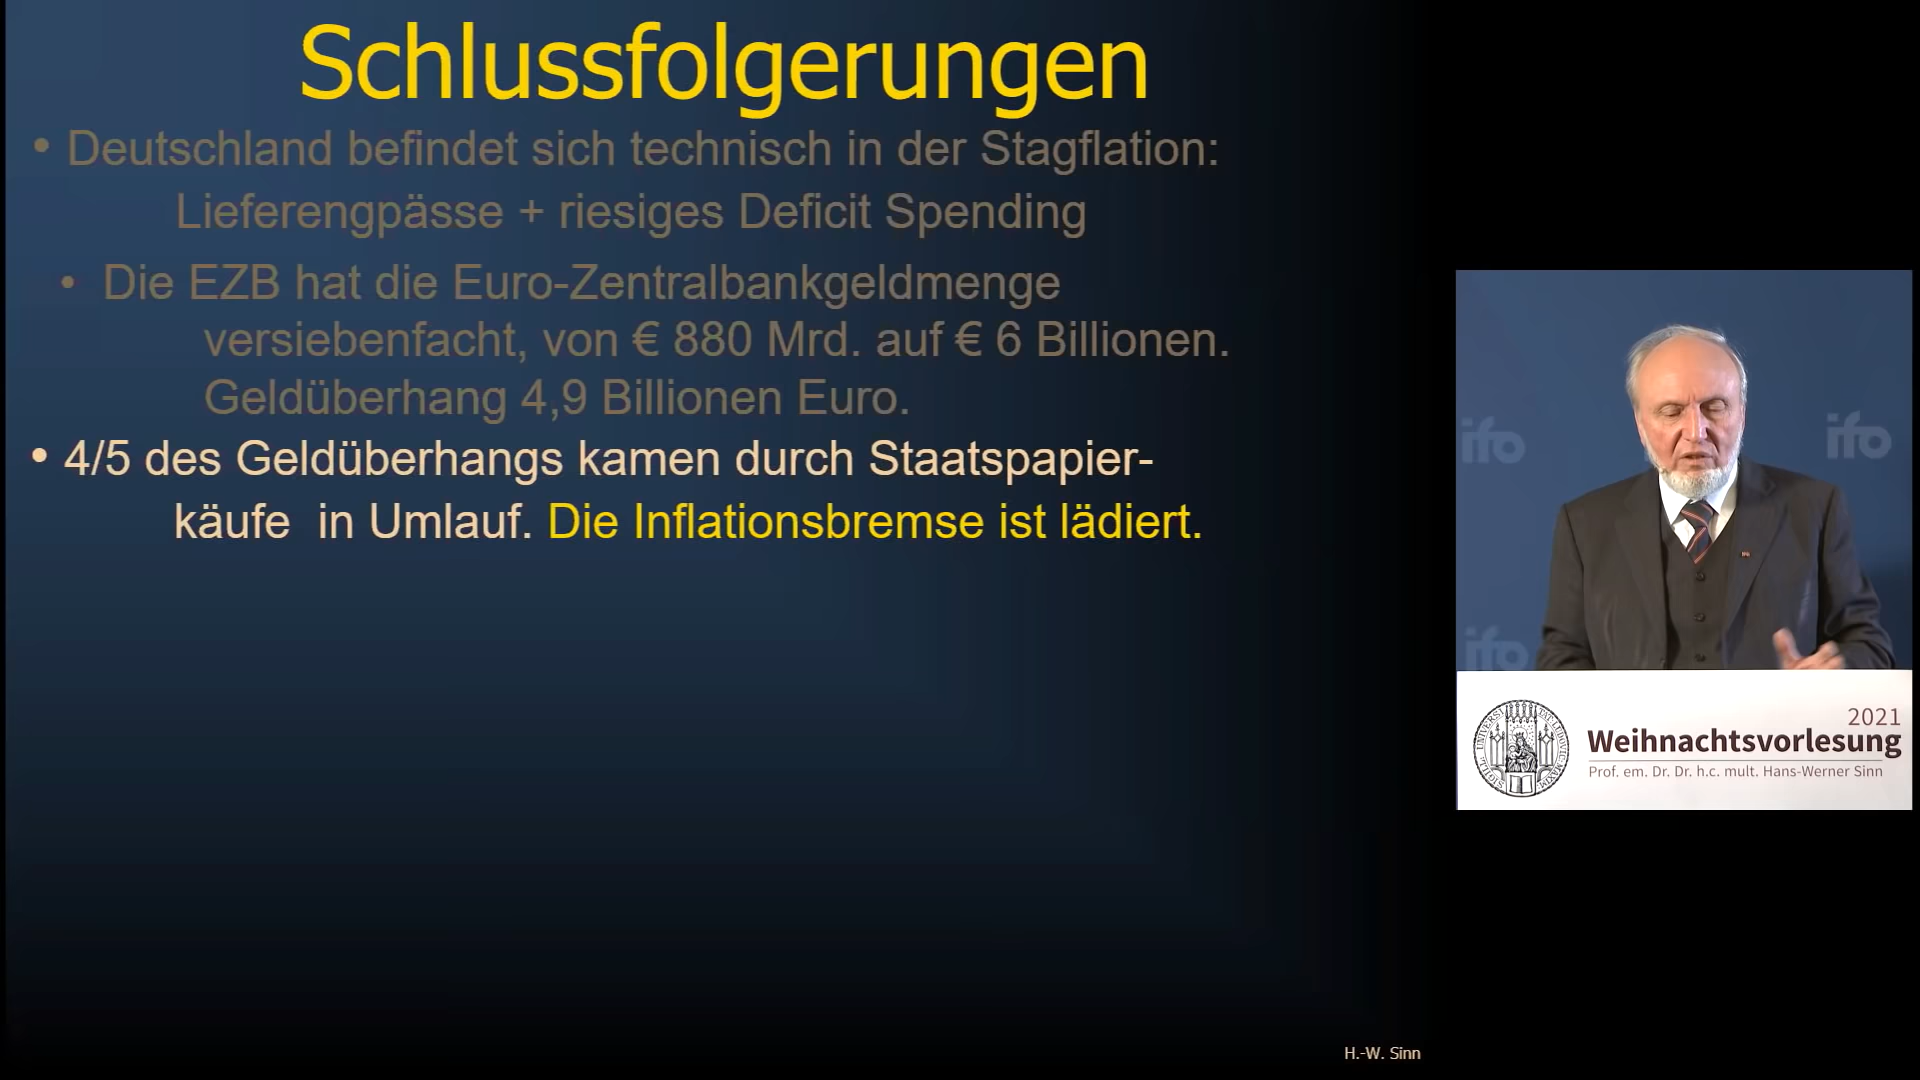 Schlussfolgerungen
• Deutschland befindet sich technisch in der Stagflation:
Lieferengpässe + riesiges Deficit Spending
• Die EZB hat die Euro-Zentralbankgeldmenge
versiebenfacht, von € 880 Mrd. auf € 6 Billionen.
Geldüberhang 4,9 Billionen Euro.
• 4/5 des Geldüberhangs kamen durch Staatspapier-
käufe in Umlauf. Die Inflationsbremse ist lädiert.
H.-W. Sinn
ifo
ifo
ifo
2021
Weihnachtsvorlesung
Prof. em. Dr. Dr. h.c. mult. Hans-Werner Sinn